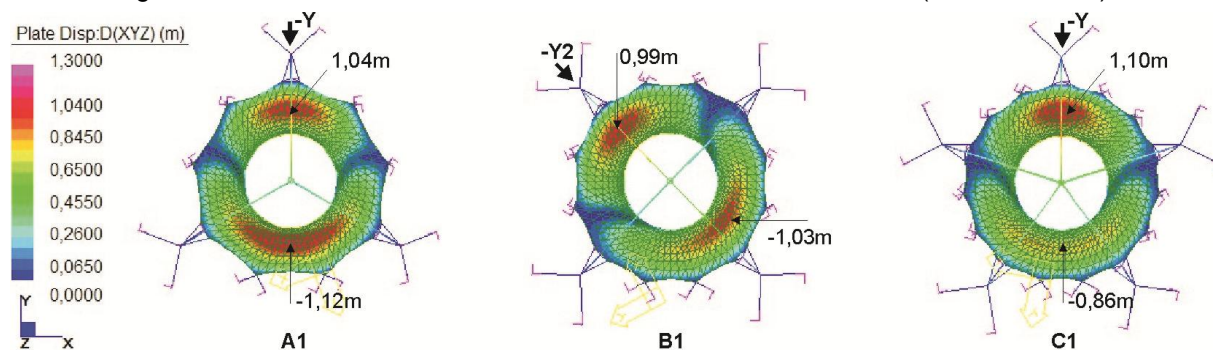 Plate Disp:D(XYZ) (m)
1,3000
1,0400
0,8450
0,6500
0,4550
0,2600
0,0650
0,0000
Y
Z X
-Y
1,04m
-1,12m
A1
-Y2
0,99m
-1,03m
B1
-Y
1,10m
-0,86m
C1